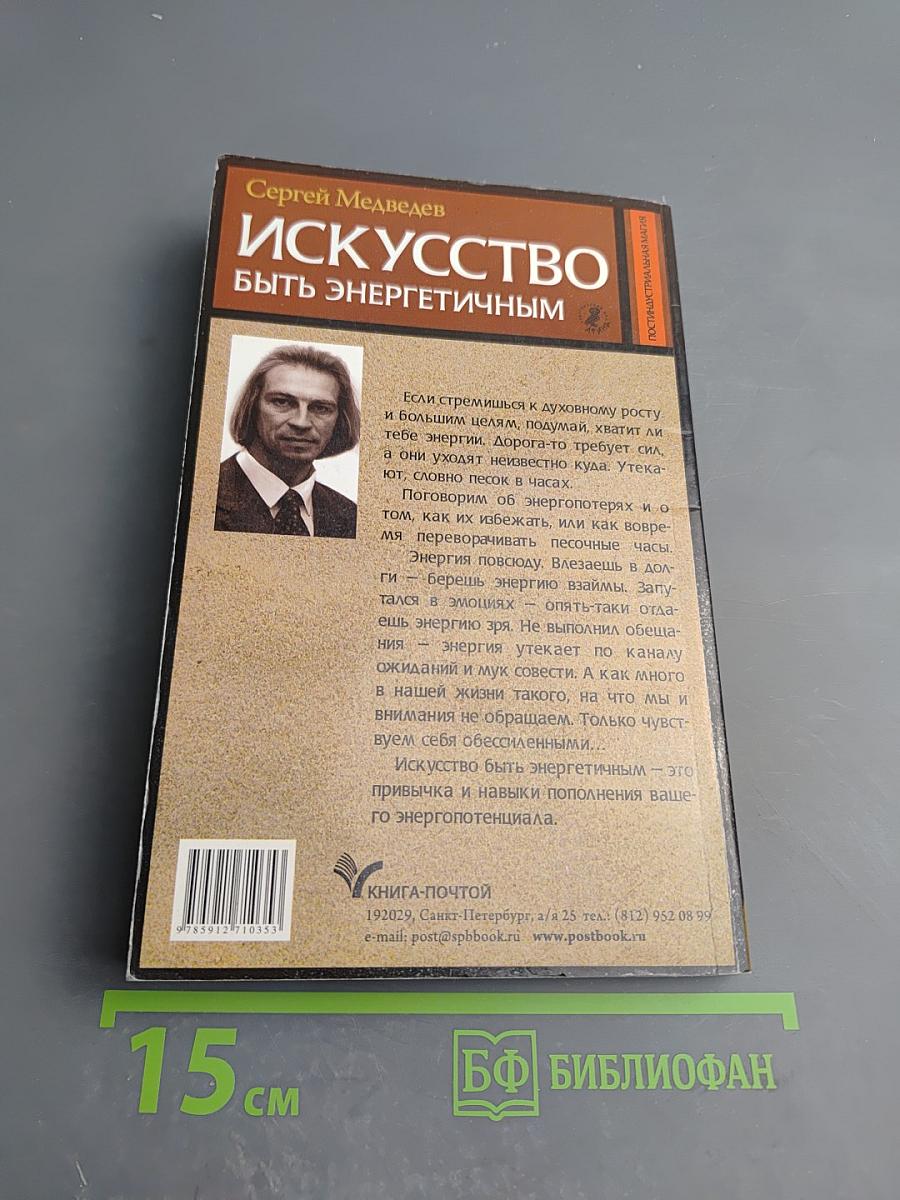 Сергей Медведев
ИСКУССТВО
БЫТЬ ЭНЕРГЕТИЧНЫМ
ПОСТИНДУСТРИАЛЬНАЯ МАГИЯ
Если стремишься к духовному росту
и большим целям, подумай, хватит ли
тебе энергии. Дорога-то требует сил,
а они уходят неизвестно куда. Утека-
ют, словно песок в часах.
Поговорим об энергопотерях и о
том, как их избежать, или как вовре-
мя переворачивать песочные часы.
Энергия повсюду. Влезаешь в дол-
ги — берешь энергию взаймы. Запу-
тался в эмоциях — опять-таки отда-
ешь энергию зря. Не выполнил обеща-
ния — энергия утекает по каналу
ожиданий и мук совести. А как много
в нашей жизни такого, на что мы и
внимания не обращаем. Только чувст-
вуем себя обессиленными...
Искусство быть энергетичным — это
привычка и навыки пополнения ваше-
го энергопотенциала.
КНИГА-ПОЧТОЙ
192029, Санкт-Петербург, а/я 25 тел.: (812) 952 08 99
e-mail: post@spbbook.ru www.postbook.ru
9 785912 710353
15 см
БФ БИБЛИОФАН